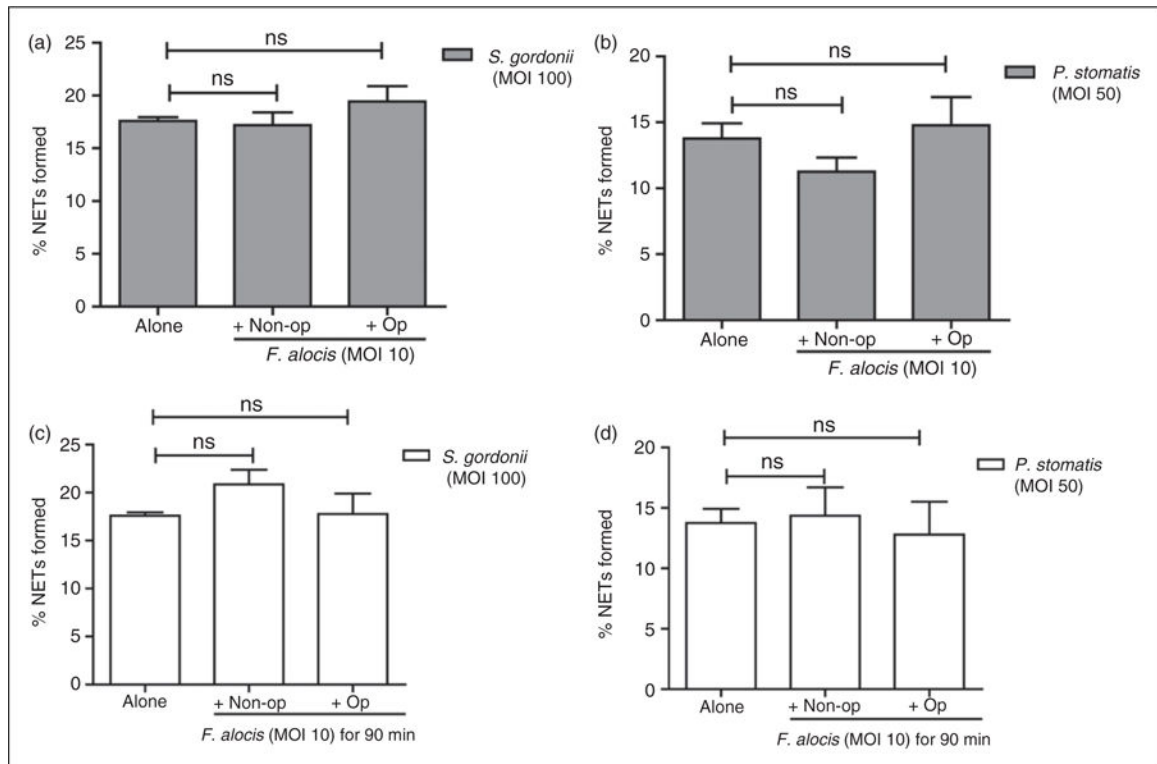 (a)
25
20
15
10
5
0
% NETs formed
ns
ns
S. gordonii
(MOI 100)
Alone
+ Non-op
+ Op
F. alocis (MOI 10)
(b)
20
15
10
5
0
% NETs formed
ns
ns
P. stomatis
(MOI 50)
Alone
+ Non-op
+ Op
F. alocis (MOI 10)
(c)
25
20
15
10
5
0
% NETs formed
ns
ns
S. gordonii
(MOI 100)
Alone
+ Non-op
+ Op
F. alocis (MOI 10) for 90 min
(d)
20
15
10
5
0
% NETs formed
ns
ns
P. stomatis
(MOI 50)
Alone
+ Non-op
+ Op
F. alocis (MOI 10) for 90 min